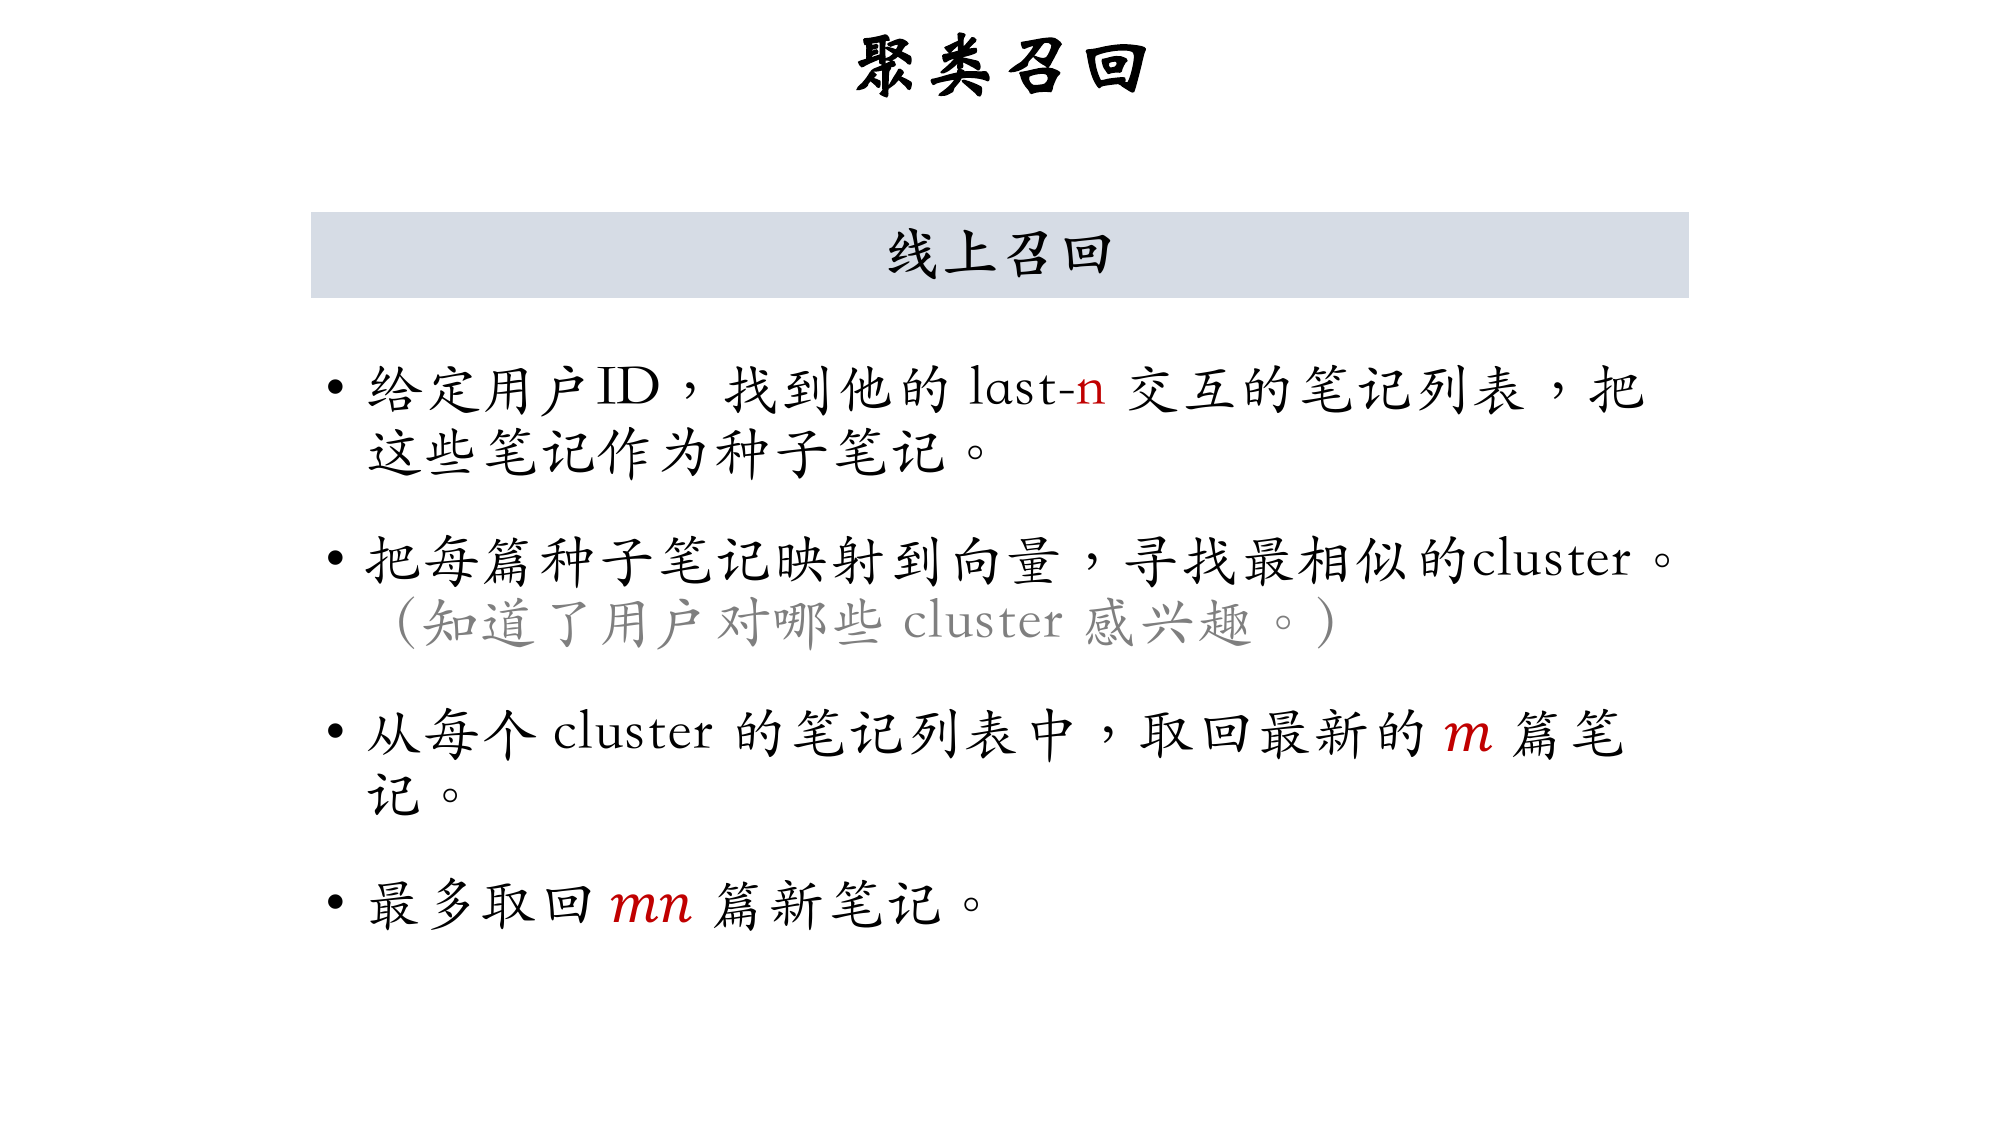 聚类召回
线上召回
• 给定用户ID，找到他的 last-n 交互的笔记列表，把
这些笔记作为种子笔记。
• 把每篇种子笔记映射到向量，寻找最相似的cluster。
（知道了用户对哪些 cluster 感兴趣。）
• 从每个 cluster 的笔记列表中，取回最新的 m 篇笔
记。
• 最多取回 mn 篇新笔记。